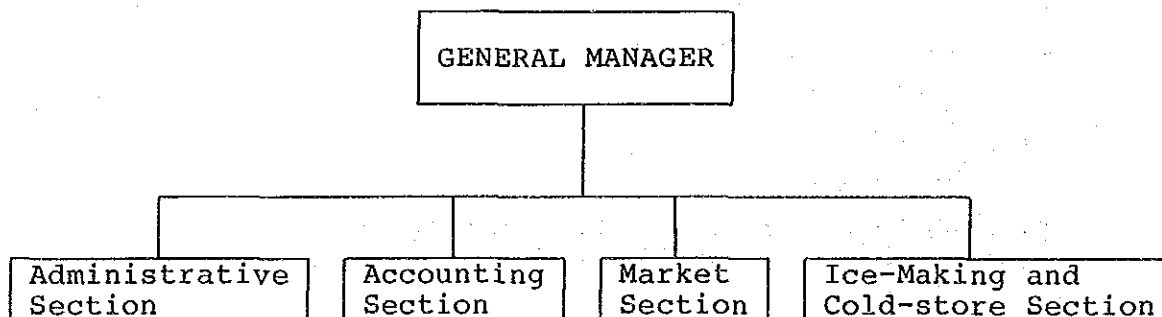 GENERAL MANAGER
Administrative
Section
Accounting
Section
Market
Section
Ice-Making and
Cold-store Section